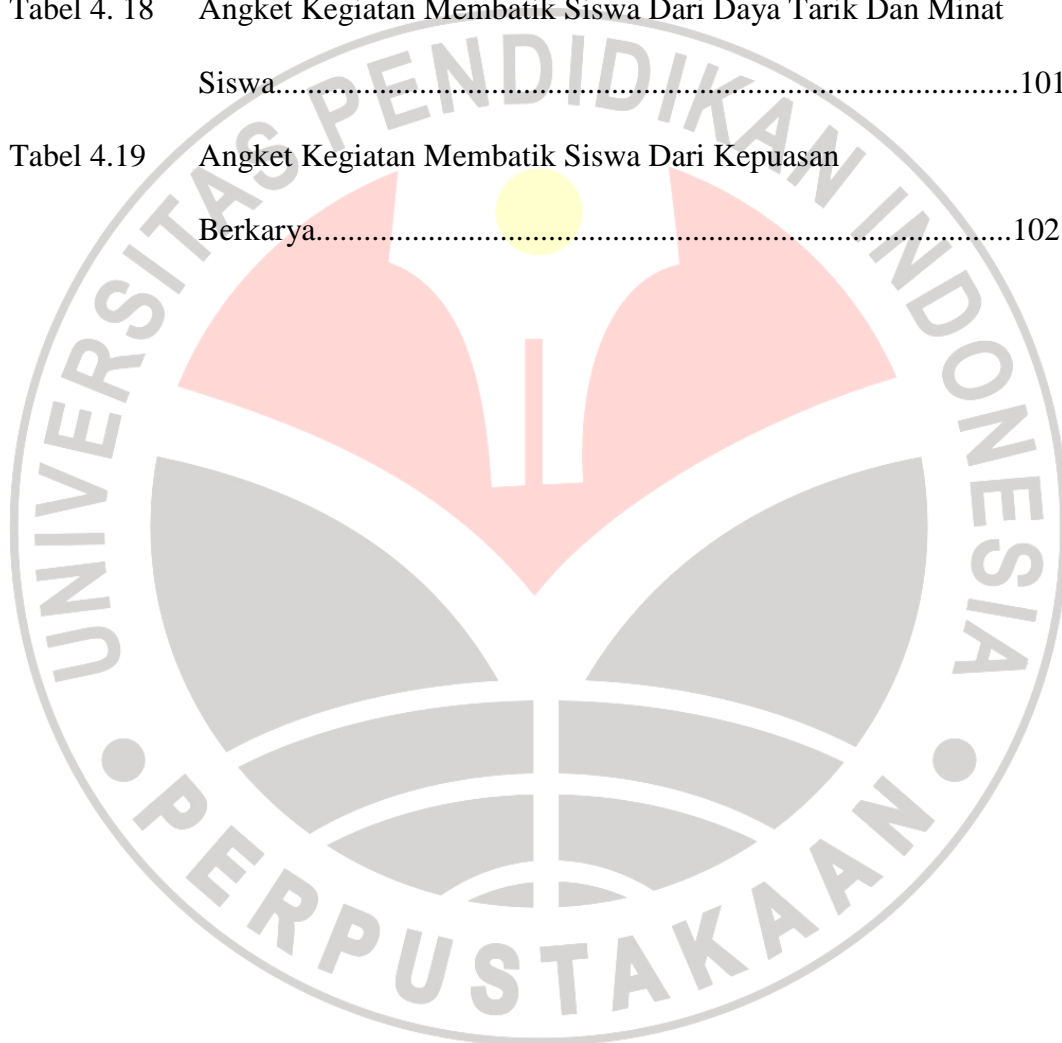 Tabel 4. 18 Angket Kegiatan Membatik Siswa Dari Daya Tarik Dan Minat
Siswa.............................................................................................101
Tabel 4.19 Angket Kegiatan Membatik Siswa Dari Kepuasan
Berkarya.......................................................................................102
UNIVERSITAS PENDIDIKAN INDONESIA
PERPUSTAKAAN